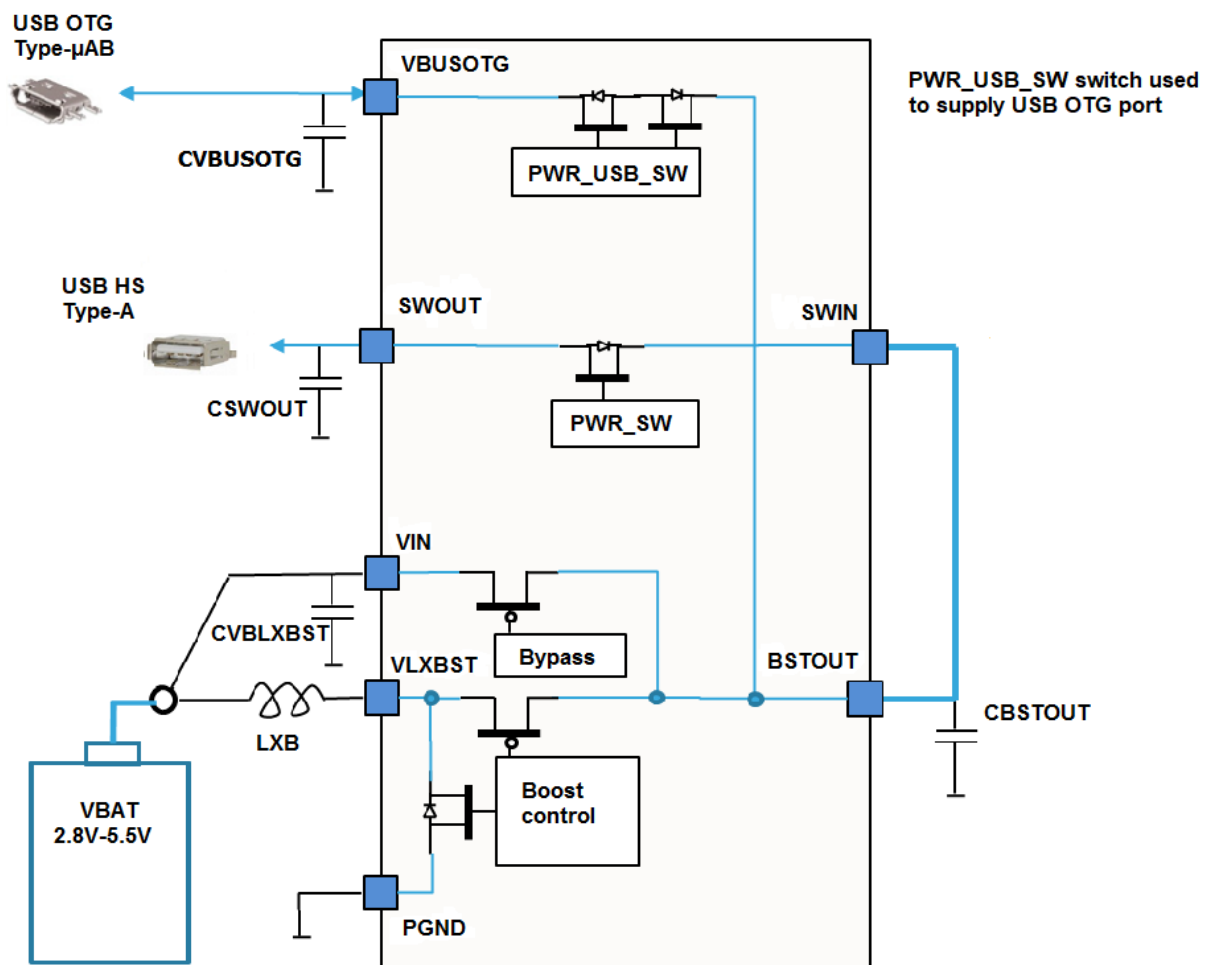 USB OTG
Type-µAB
VBUSOTG
PWR_USB_SW switch used
to supply USB OTG port
CVBUSOTG
PWR_USB_SW
USB HS
Type-A
SWOUT
SWIN
CSWOUT
PWR_SW
VIN
CVBLXBST
Bypass
VLXBST
BSTOUT
LXB
CBSTOUT
Boost
control
VBAT
2.8V-5.5V
PGND